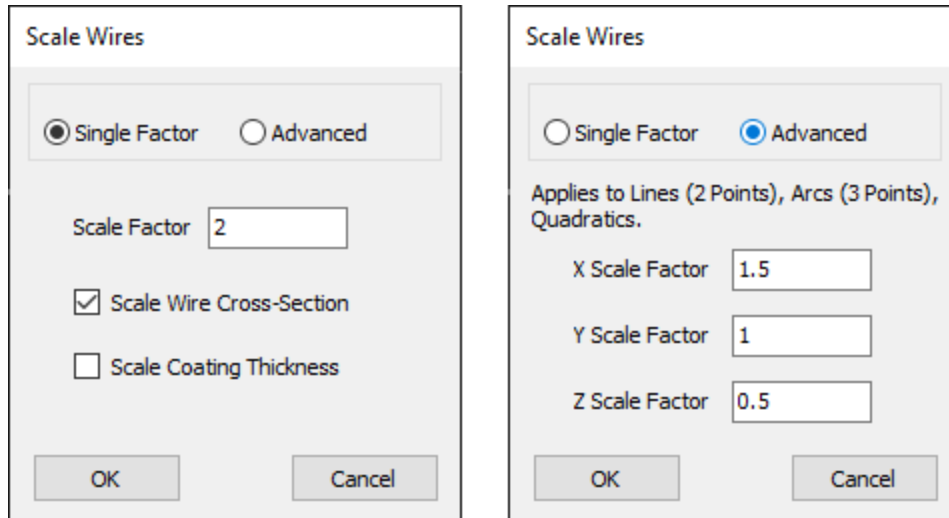 Scale Wires
Single Factor
Advanced
Scale Factor
2
Scale Wire Cross-Section
Scale Coating Thickness
OK
Cancel
Scale Wires
Single Factor
Advanced
Applies to Lines (2 Points), Arcs (3 Points),
Quadratics.
X Scale Factor
1.5
Y Scale Factor
1
Z Scale Factor
0.5
OK
Cancel